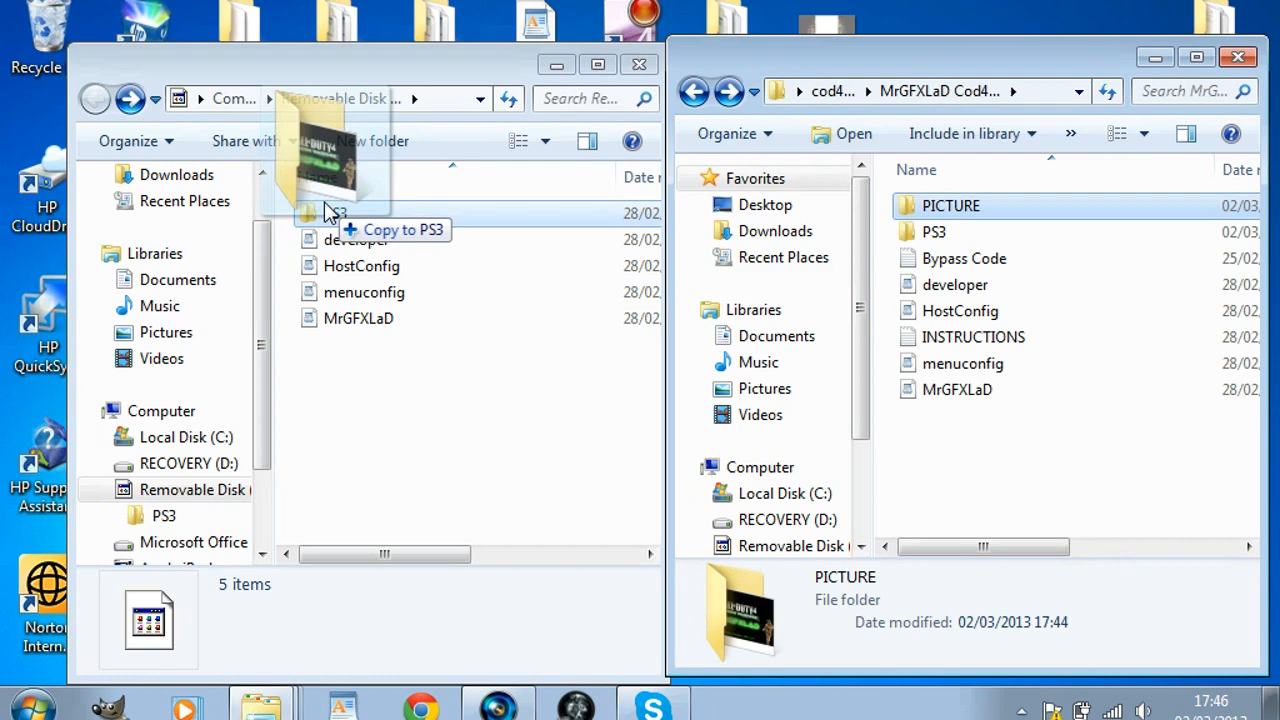 Recycle
HP
CloudDr
HP
QuickSy
HP Supp
Assista
Norton
Intern...
Com...
Removable Disk ...
Search Re...
Organize
Share with
New folder
Downloads
Recent Places
Libraries
Documents
Music
Pictures
Videos
Computer
Local Disk (C:)
RECOVERY (D:)
Removable Disk (
PS3
Microsoft Office
Date
PS3
28/02
Copy to PS3
developer
28/02
HostConfig
28/02
menuconfig
28/02
MrGFXLaD
28/02
5 items
cod4...
MrGFXLaD Cod4...
Search MrG...
Organize
Open
Include in library
»
Favorites
Desktop
Downloads
Recent Places
Libraries
Documents
Music
Pictures
Videos
Computer
Local Disk (C:)
RECOVERY (D:)
Removable Disk (
Name
Date
PICTURE
02/03
PS3
02/03
Bypass Code
25/02
developer
28/02
HostConfig
28/02
INSTRUCTIONS
28/02
menuconfig
28/02
MrGFXLaD
28/02
PICTURE
File folder
Date modified: 02/03/2013 17:44
17:46